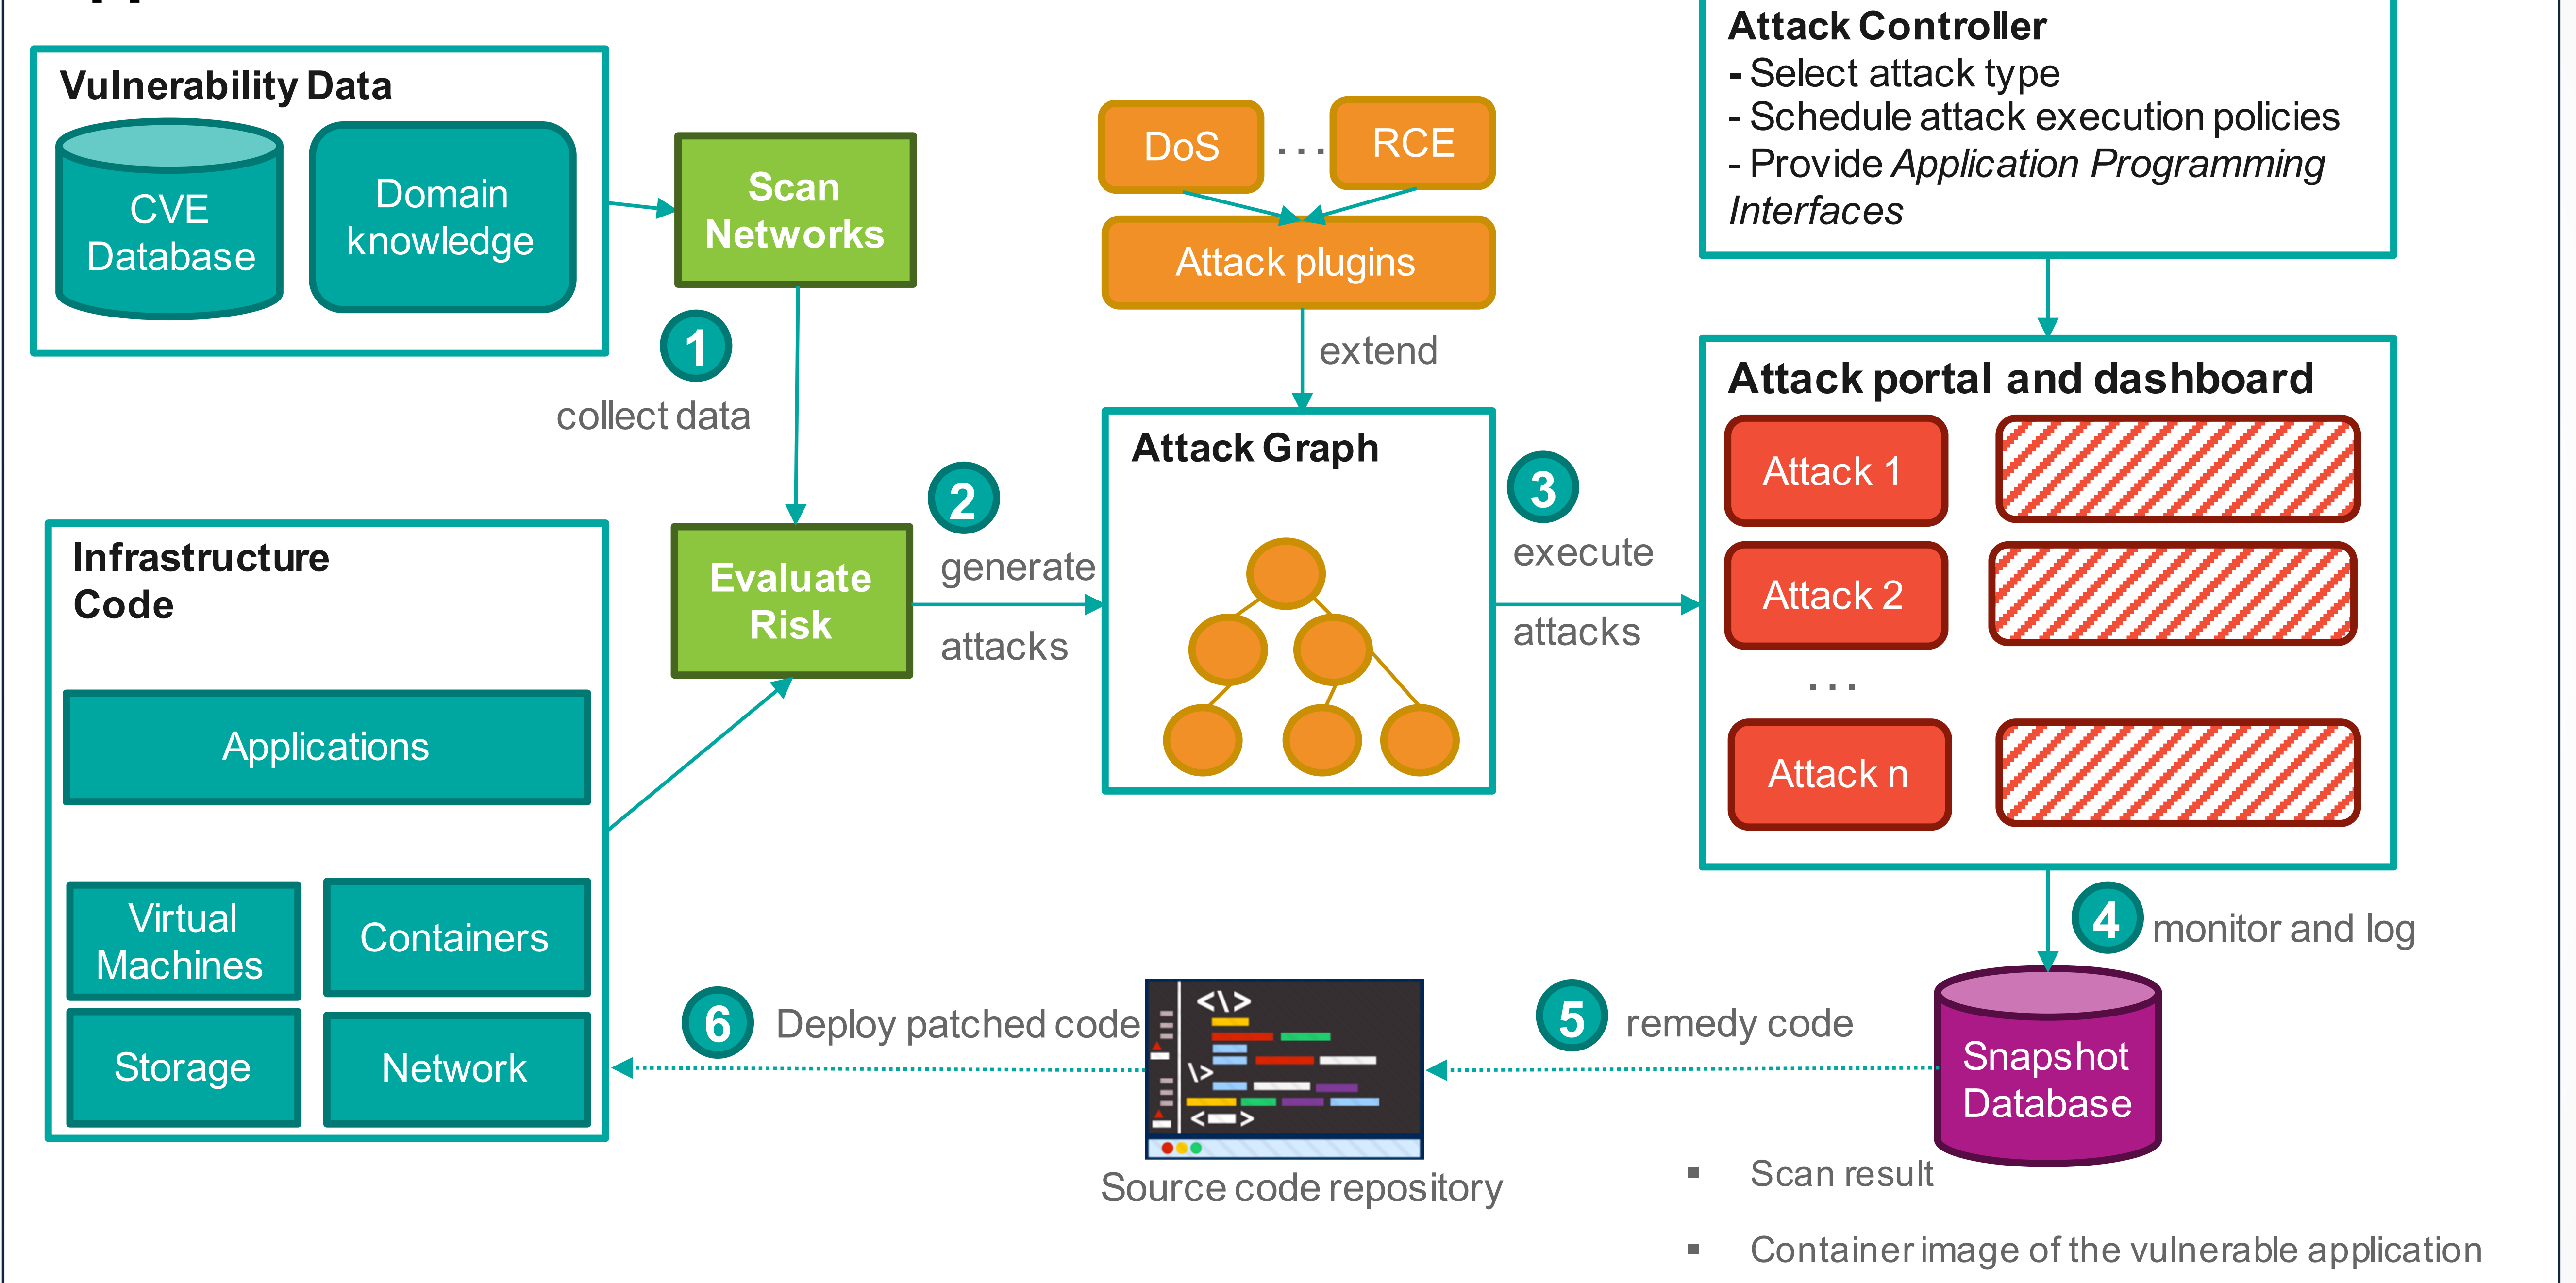 Vulnerability Data
CVE
Database
Domain
knowledge
Scan
Networks
1
collect data
DoS
...
RCE
Attack plugins
extend
Attack Controller
- Select attack type
- Schedule attack execution policies
- Provide Application Programming
Interfaces
Infrastructure
Code
Applications
Virtual
Machines
Containers
Storage
Network
Evaluate
Risk
2
generate
attacks
Attack Graph
3
execute
attacks
Attack portal and dashboard
Attack 1
Attack 2
...
Attack n
4
monitor and log
Snapshot
Database
▪ Scan result
▪ Container image of the vulnerable application
5
remedy code
<\>
\>
< >
Source code repository
6
Deploy patched code